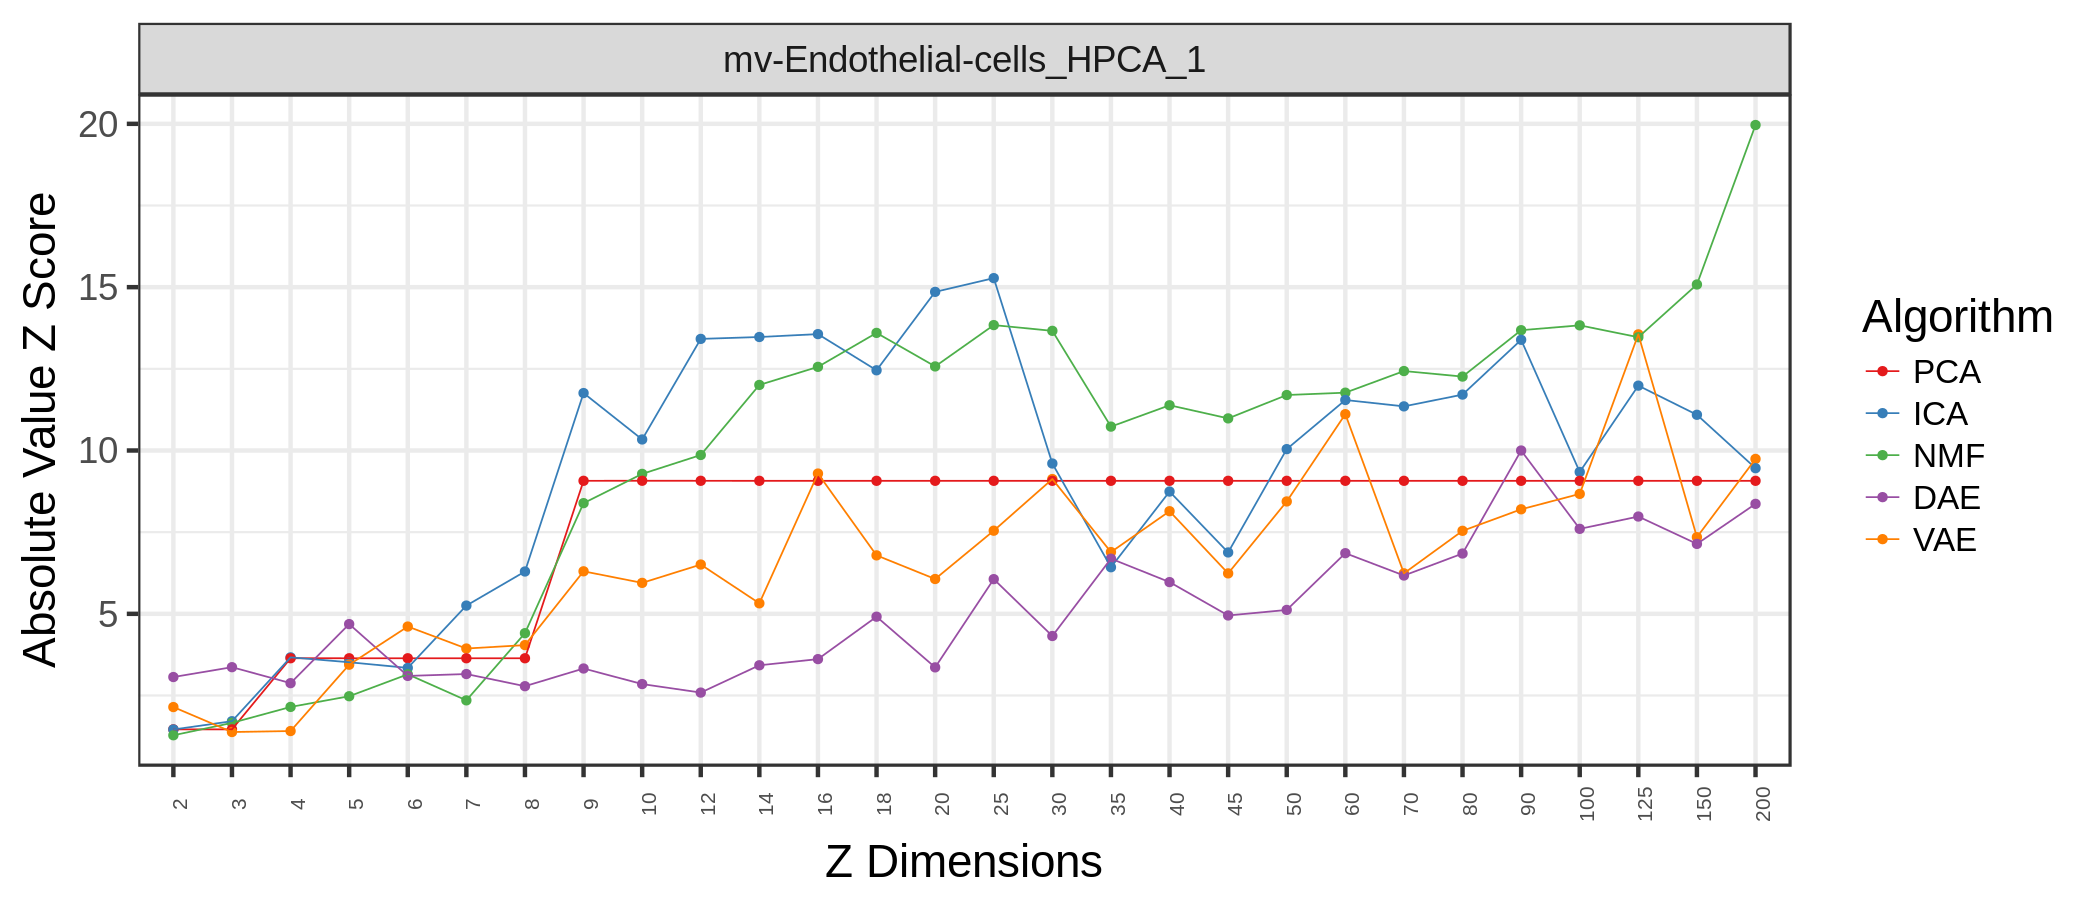 mv-Endothelial-cells_HPCA_1
Absolute Value Z Score
20
15
10
5
2 3 4 5 6 7 8 9 10 12 14 16 18 20 25 30 35 40 45 50 60 70 80 90 100 125 150 200
Z Dimensions
Algorithm
PCA
ICA
NMF
DAE
VAE